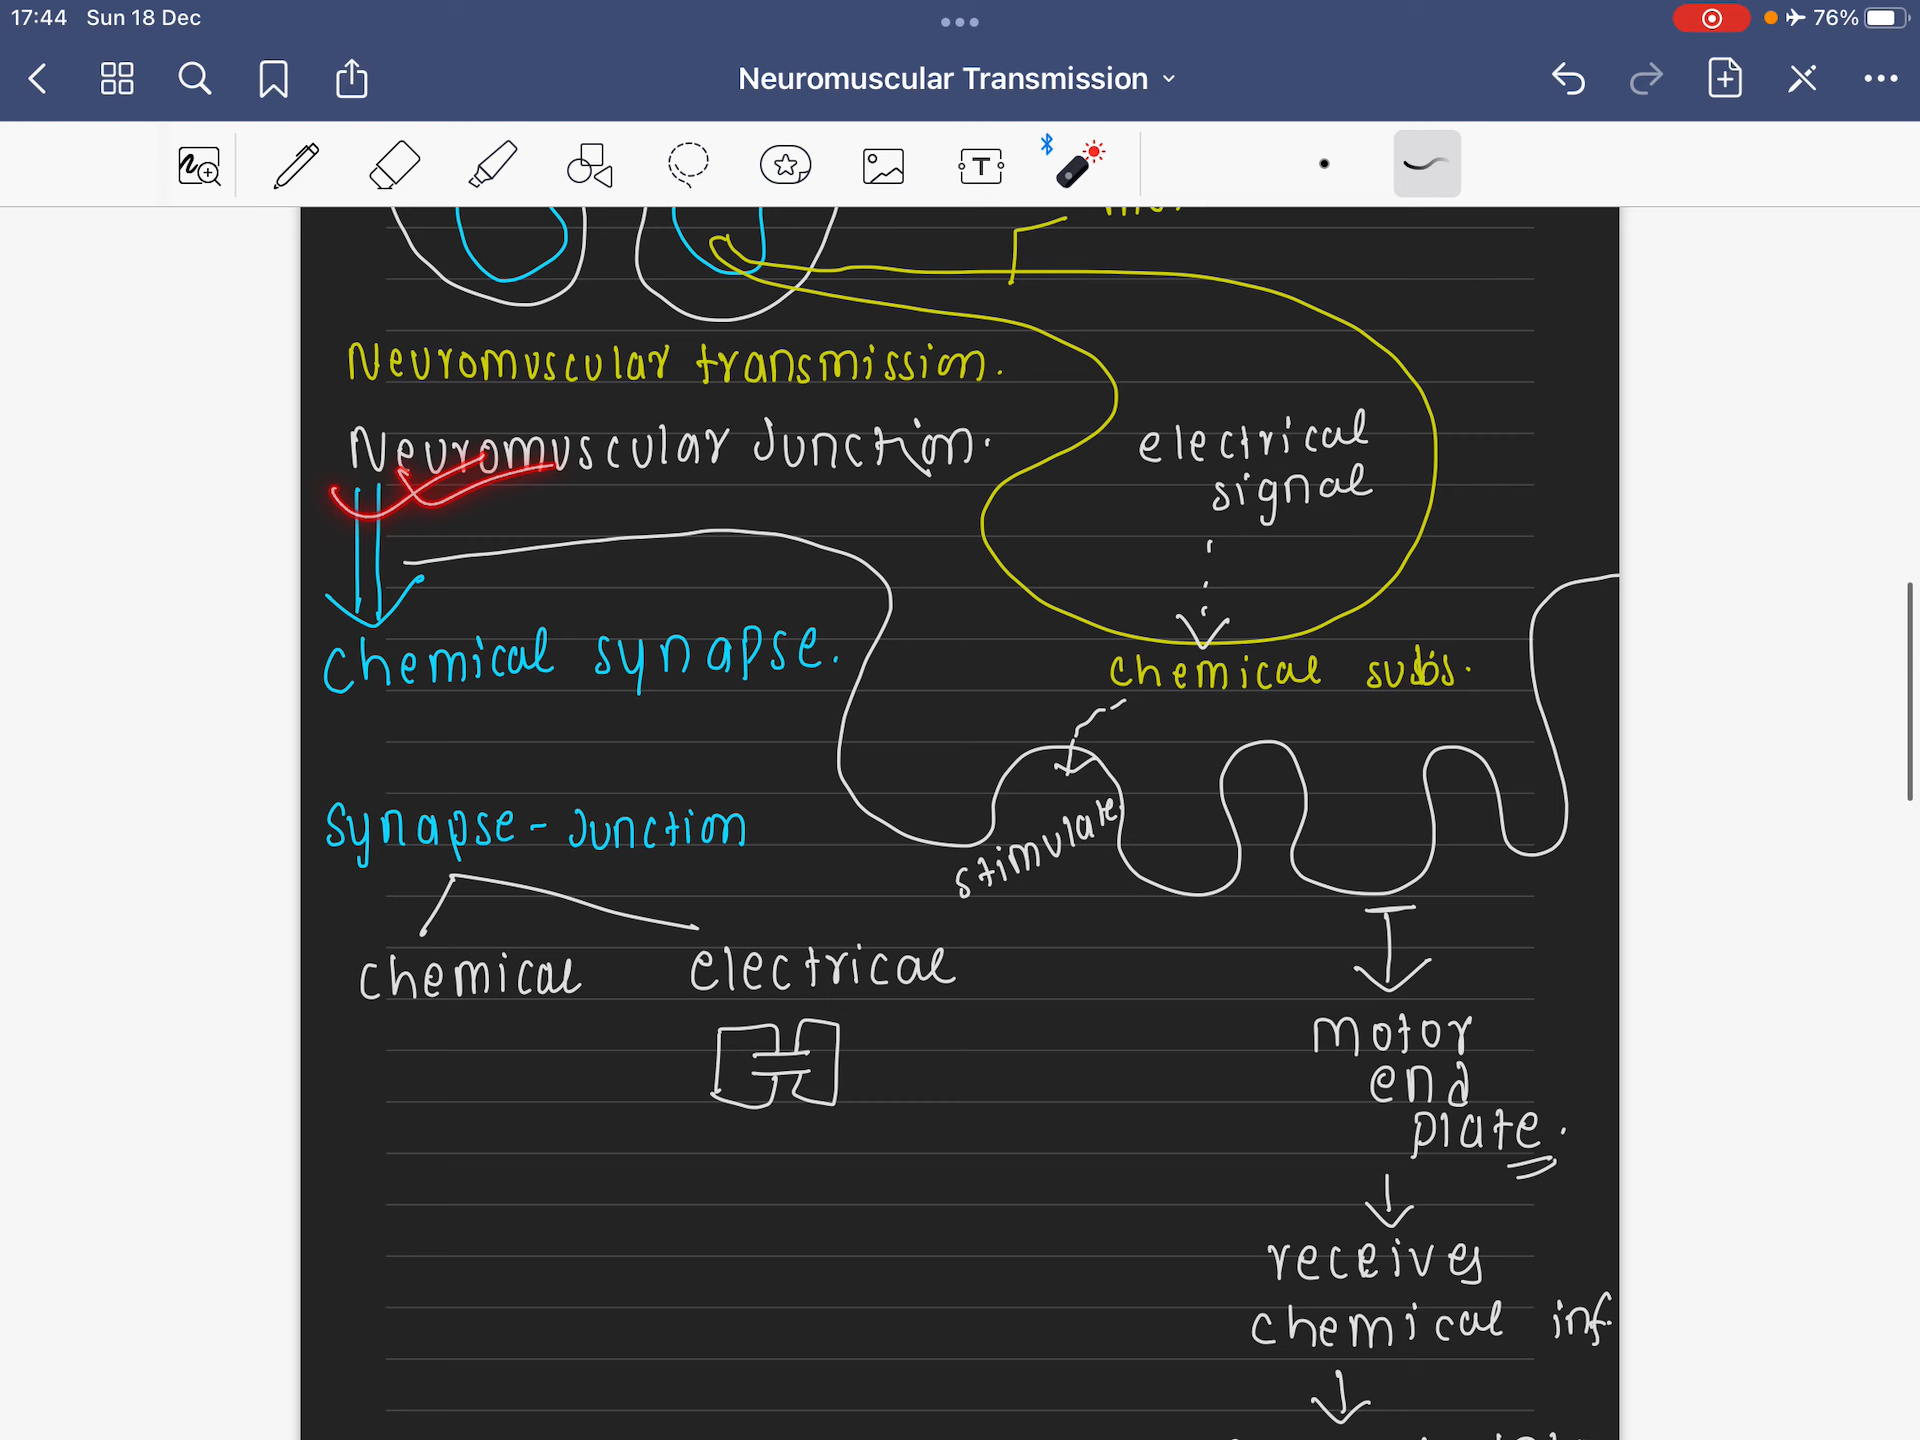 17:44 Sun 18 Dec
76%
Neuromuscular Transmission
T
Neuromuscular transmission.
Neuromuscular Junction.
electrical
signal
chemical synapse.
chemical subs.
stimulate
Synapse - Junction
chemical electrical
motor
end
plate.
receives
chemical inf.